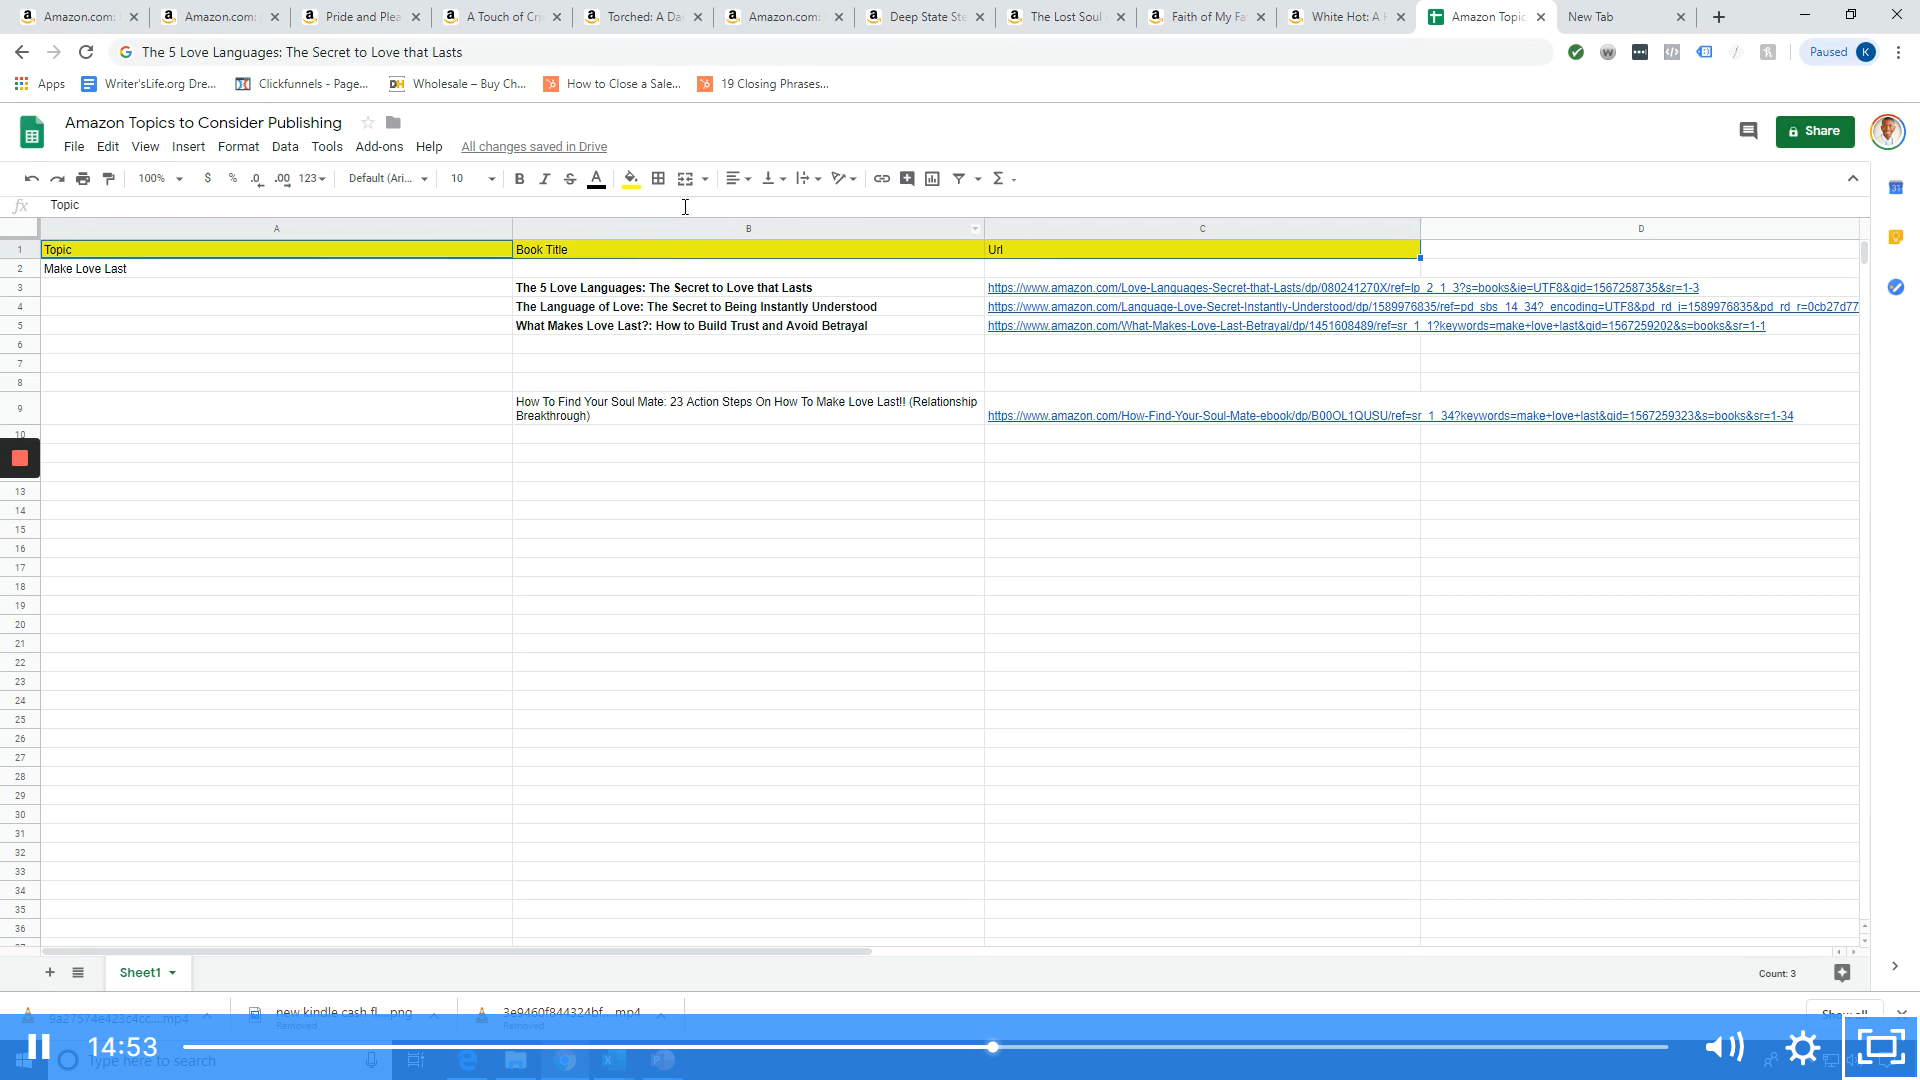 Amazon.com: Amazon.com: Pride and Plea A Touch of Cri Torched: A Da Amazon.com: Deep State Ste The Lost Soul Faith of My Fa White Hot: A Amazon Topic New Tab
The 5 Love Languages: The Secret to Love that Lasts
Paused K
Apps Writer'sLife.org Dre... Clickfunnels - Page... Wholesale – Buy Ch... How to Close a Sale... 19 Closing Phrases...
Amazon Topics to Consider Publishing
Share
File Edit View Insert Format Data Tools Add-ons Help All changes saved in Drive
100% $ % .0 .00 123 Default (Ari... 10 B I S A
fx Topic
A B C D
1 Topic Book Title Url
2 Make Love Last
3 The 5 Love Languages: The Secret to Love that Lasts https://www.amazon.com/Love-Languages-Secret-that-Lasts/dp/080241270X/ref=lp_2_1_3?s=books&ie=UTF8&qid=1567258735&sr=1-3
4 The Language of Love: The Secret to Being Instantly Understood https://www.amazon.com/Language-Love-Secret-Instantly-Understood/dp/1589976835/ref=pd_sbs_14_34?_encoding=UTF8&pd_rd_i=1589976835&pd_rd_r=0cb27d77
5 What Makes Love Last?: How to Build Trust and Avoid Betrayal https://www.amazon.com/What-Makes-Love-Last-Betrayal/dp/1451608489/ref=sr_1_1?keywords=make+love+last&qid=1567259202&s=books&sr=1-1
6
7
8
How To Find Your Soul Mate: 23 Action Steps On How To Make Love Last!! (Relationship
9 Breakthrough) https://www.amazon.com/How-Find-Your-Soul-Mate-ebook/dp/B00OL1QUSU/ref=sr_1_34?keywords=make+love+last&qid=1567259323&s=books&sr=1-34
10
13
14
15
16
17
18
19
20
21
22
23
24
25
26
27
28
29
30
31
32
33
34
35
36
Sheet1 Count: 3
9a27574e423c4cc....mp4 new kindle cash fl....png 3e9460f844324bf....mp4 Show all
Removed Removed
14:53
Type here to search